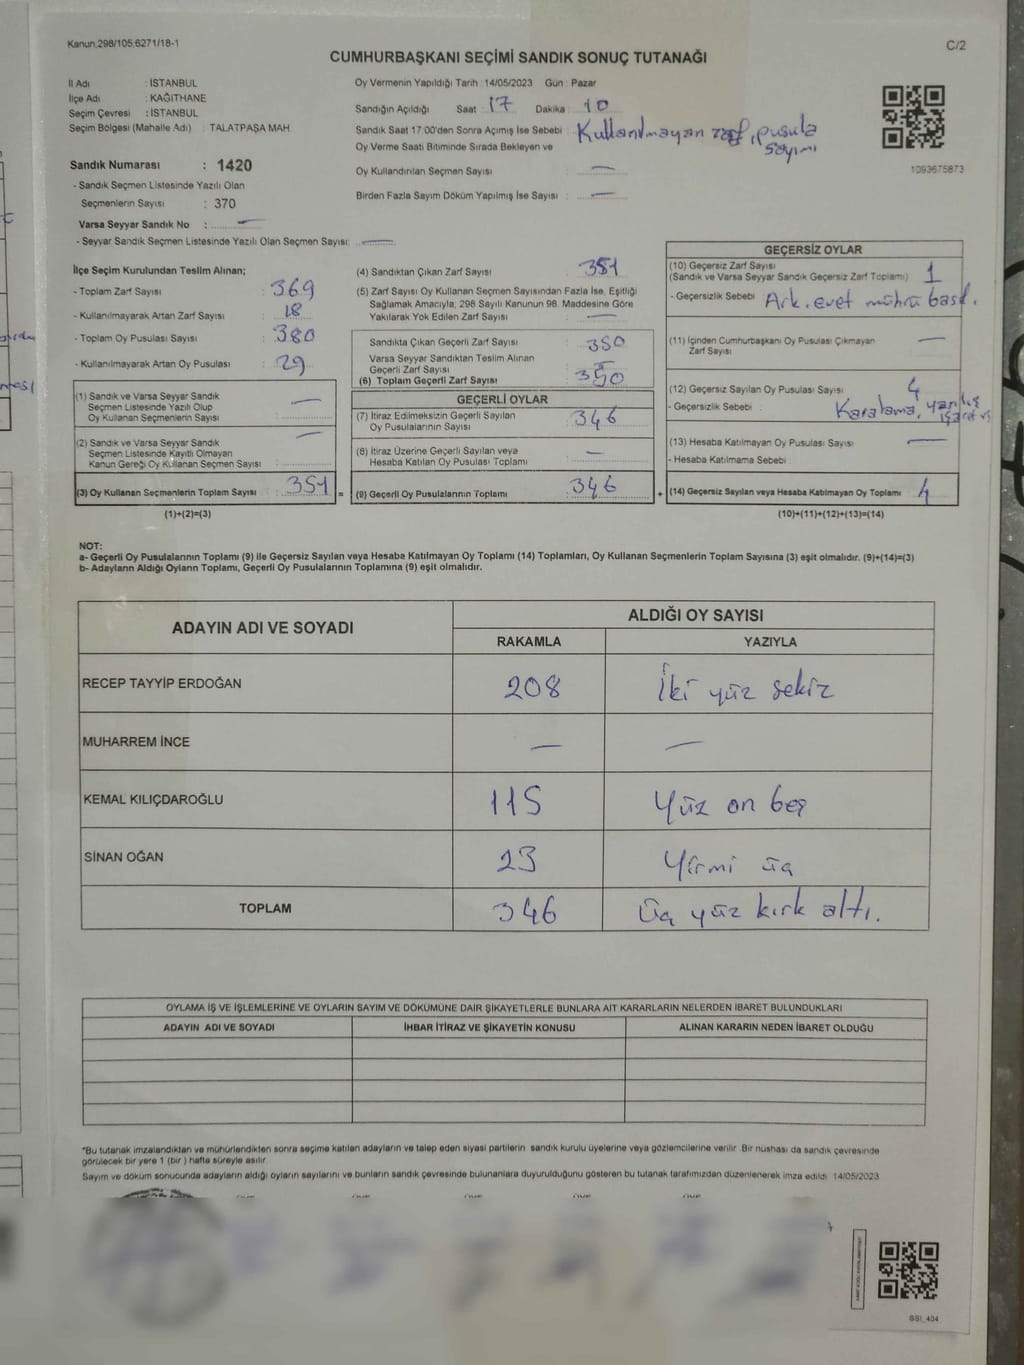 Kanun.298/105,6271/18-1
C/2
CUMHURBAŞKANI SEÇİMİ SANDIK SONUÇ TUTANAĞI
İl Adı : İSTANBUL
İlçe Adı : KAĞITHANE
Seçim Çevresi : İSTANBUL
Seçim Bölgesi (Mahalle Adı) : TALATPAŞA MAH.
Sandık Numarası : 1420
- Sandık Seçmen Listesinde Yazılı Olan
Seçmenlerin Sayısı : 370
Varsa Seyyar Sandık No : —
- Seyyar Sandık Seçmen Listesinde Yazılı Olan Seçmen Sayısı: —
Oy Vermenin Yapıldığı Tarih :14/05/2023 Gün : Pazar
Sandığın Açıldığı Saat : 17 Dakika : 10
Sandık Saat 17:00'den Sonra Açılmış İse Sebebi : Kullanılmayan zarf, pusula
Oy Verme Saati Bitiminde Sırada Bekleyen ve sayımı
Oy Kullandırılan Seçmen Sayısı : —
Birden Fazla Sayım Döküm Yapılmış İse Sayısı : —
1093675873
İlçe Seçim Kurulundan Teslim Alınan;
- Toplam Zarf Sayısı : 369
- Kullanılmayarak Artan Zarf Sayısı : 18
- Toplam Oy Pusulası Sayısı : 380
- Kullanılmayarak Artan Oy Pusulası : 29
(1) Sandık ve Varsa Seyyar Sandık
Seçmen Listesinde Yazılı Olup
Oy Kullanan Seçmenlerin Sayısı : —
(2) Sandık ve Varsa Seyyar Sandık
Seçmen Listesinde Kayıtlı Olmayan
Kanun Gereği Oy Kullanan Seçmen Sayısı : —
(3) Oy Kullanan Seçmenlerin Toplam Sayısı : 351 =
(1)+(2)=(3)
(4) Sandıktan Çıkan Zarf Sayısı : 351
(5) Zarf Sayısı Oy Kullanan Seçmen Sayısından Fazla İse, Eşitliği
Sağlamak Amacıyla; 298 Sayılı Kanunun 98. Maddesine Göre
Yakılarak Yok Edilen Zarf Sayısı : —
Sandıkta Çıkan Geçerli Zarf Sayısı : 350
Varsa Seyyar Sandıktan Teslim Alınan
Geçerli Zarf Sayısı :
(6) Toplam Geçerli Zarf Sayısı : 350
GEÇERLİ OYLAR
(7) İtiraz Edilmeksizin Geçerli Sayılan
Oy Pusulalarının Sayısı : 346
(8) İtiraz Üzerine Geçerli Sayılan veya
Hesaba Katılan Oy Pusulası Toplamı : —
(9) Geçerli Oy Pusulalarının Toplamı : 346 +
GEÇERSİZ OYLAR
(10) Geçersiz Zarf Sayısı
(Sandık ve Varsa Seyyar Sandık Geçersiz Zarf Toplamı) : 1
- Geçersizlik Sebebi : Ark. evet mührü bası.
(11) İçinden Cumhurbaşkanı Oy Pusulası Çıkmayan
Zarf Sayısı : —
(12) Geçersiz Sayılan Oy Pusulası Sayısı : 4
- Geçersizlik Sebebi : Karalama, yanlış
(13) Hesaba Katılmayan Oy Pusulası Sayısı : —
- Hesaba Katılmama Sebebi :
(14) Geçersiz Sayılan veya Hesaba Katılmayan Oy Toplamı : 4
(10)+(11)+(12)+(13)=(14)
NOT:
a- Geçerli Oy Pusulalarının Toplamı (9) ile Geçersiz Sayılan veya Hesaba Katılmayan Oy Toplamı (14) Toplamları, Oy Kullanan Seçmenlerin Toplam Sayısına (3) eşit olmalıdır. (9)+(14)=(3)
b- Adayların Aldığı Oyların Toplamı, Geçerli Oy Pusulalarının Toplamına (9) eşit olmalıdır.
ADAYIN ADI VE SOYADI ALDIĞI OY SAYISI
RAKAMLA YAZIYLA
RECEP TAYYİP ERDOĞAN 208 İki yüz sekiz
MUHARREM İNCE — —
KEMAL KILIÇDAROĞLU 115 Yüz on beş
SİNAN OĞAN 23 Yirmi üç
TOPLAM 346 Üç yüz kırk altı.
OYLAMA İŞ VE İŞLEMLERİNE VE OYLARIN SAYIM VE DÖKÜMÜNE DAİR ŞİKAYETLERLE BUNLARA AİT KARARLARIN NELERDEN İBARET BULUNDUKLARI
ADAYIN ADI VE SOYADI İHBAR İTİRAZ VE ŞİKAYETİN KONUSU ALINAN KARARIN NEDEN İBARET OLDUĞU
*Bu tutanak imzalandıktan ve mühürlendikten sonra seçime katılan adayların ve talep eden siyasi partilerin sandık kurulu üyelerine veya gözlemcilerine verilir. Bir nüshası da sandık çevresinde
görülecek bir yere 1 (bir ) hafta süreyle asılır.
Sayım ve döküm sonucunda adayların aldığı oyların sayılarını ve bunların sandık çevresinde bulunanlara duyurulduğunu gösteren bu tutanak tarafımızdan düzenlenerek imza edildi. 14/05/2023
SSI_404